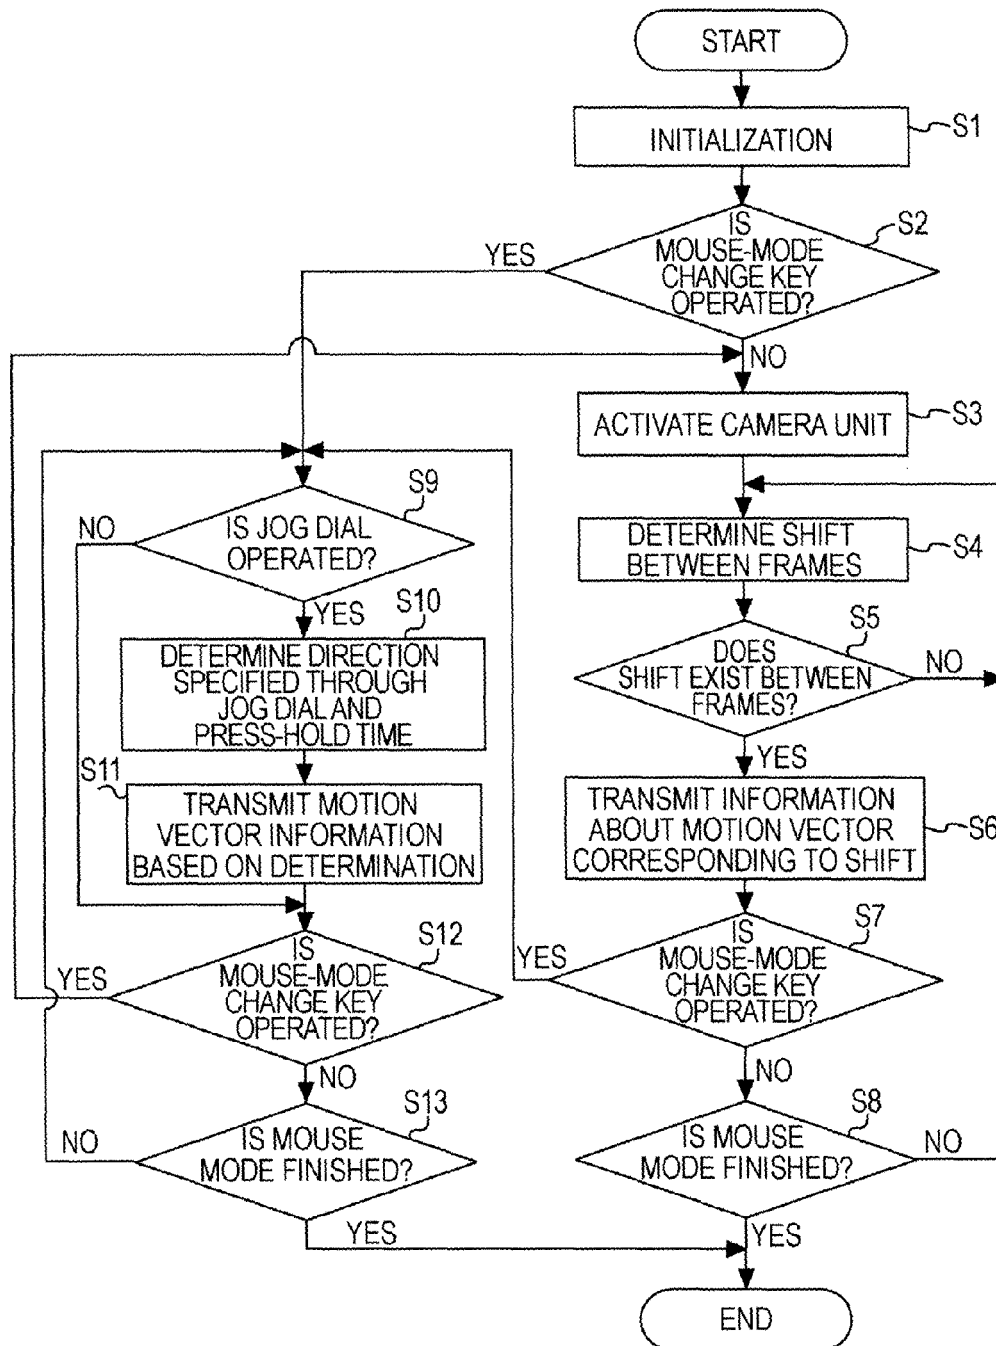 START
INITIALIZATION
S1
IS
MOUSE-MODE
CHANGE KEY
OPERATED?
S2
YES
NO
ACTIVATE CAMERA UNIT
S3
DETERMINE SHIFT
BETWEEN FRAMES
S4
DOES
SHIFT EXIST BETWEEN
FRAMES?
S5
NO
YES
TRANSMIT INFORMATION
ABOUT MOTION VECTOR
CORRESPONDING TO SHIFT
S6
IS
MOUSE-MODE
CHANGE KEY
OPERATED?
S7
YES
NO
IS MOUSE
MODE FINISHED?
S8
NO
YES
IS JOG DIAL
OPERATED?
S9
NO
YES
DETERMINE DIRECTION
SPECIFIED THROUGH
JOG DIAL AND
PRESS-HOLD TIME
S10
TRANSMIT MOTION
VECTOR INFORMATION
BASED ON DETERMINATION
S11
IS
MOUSE-MODE
CHANGE KEY
OPERATED?
S12
YES
NO
IS MOUSE
MODE FINISHED?
S13
NO
YES
END